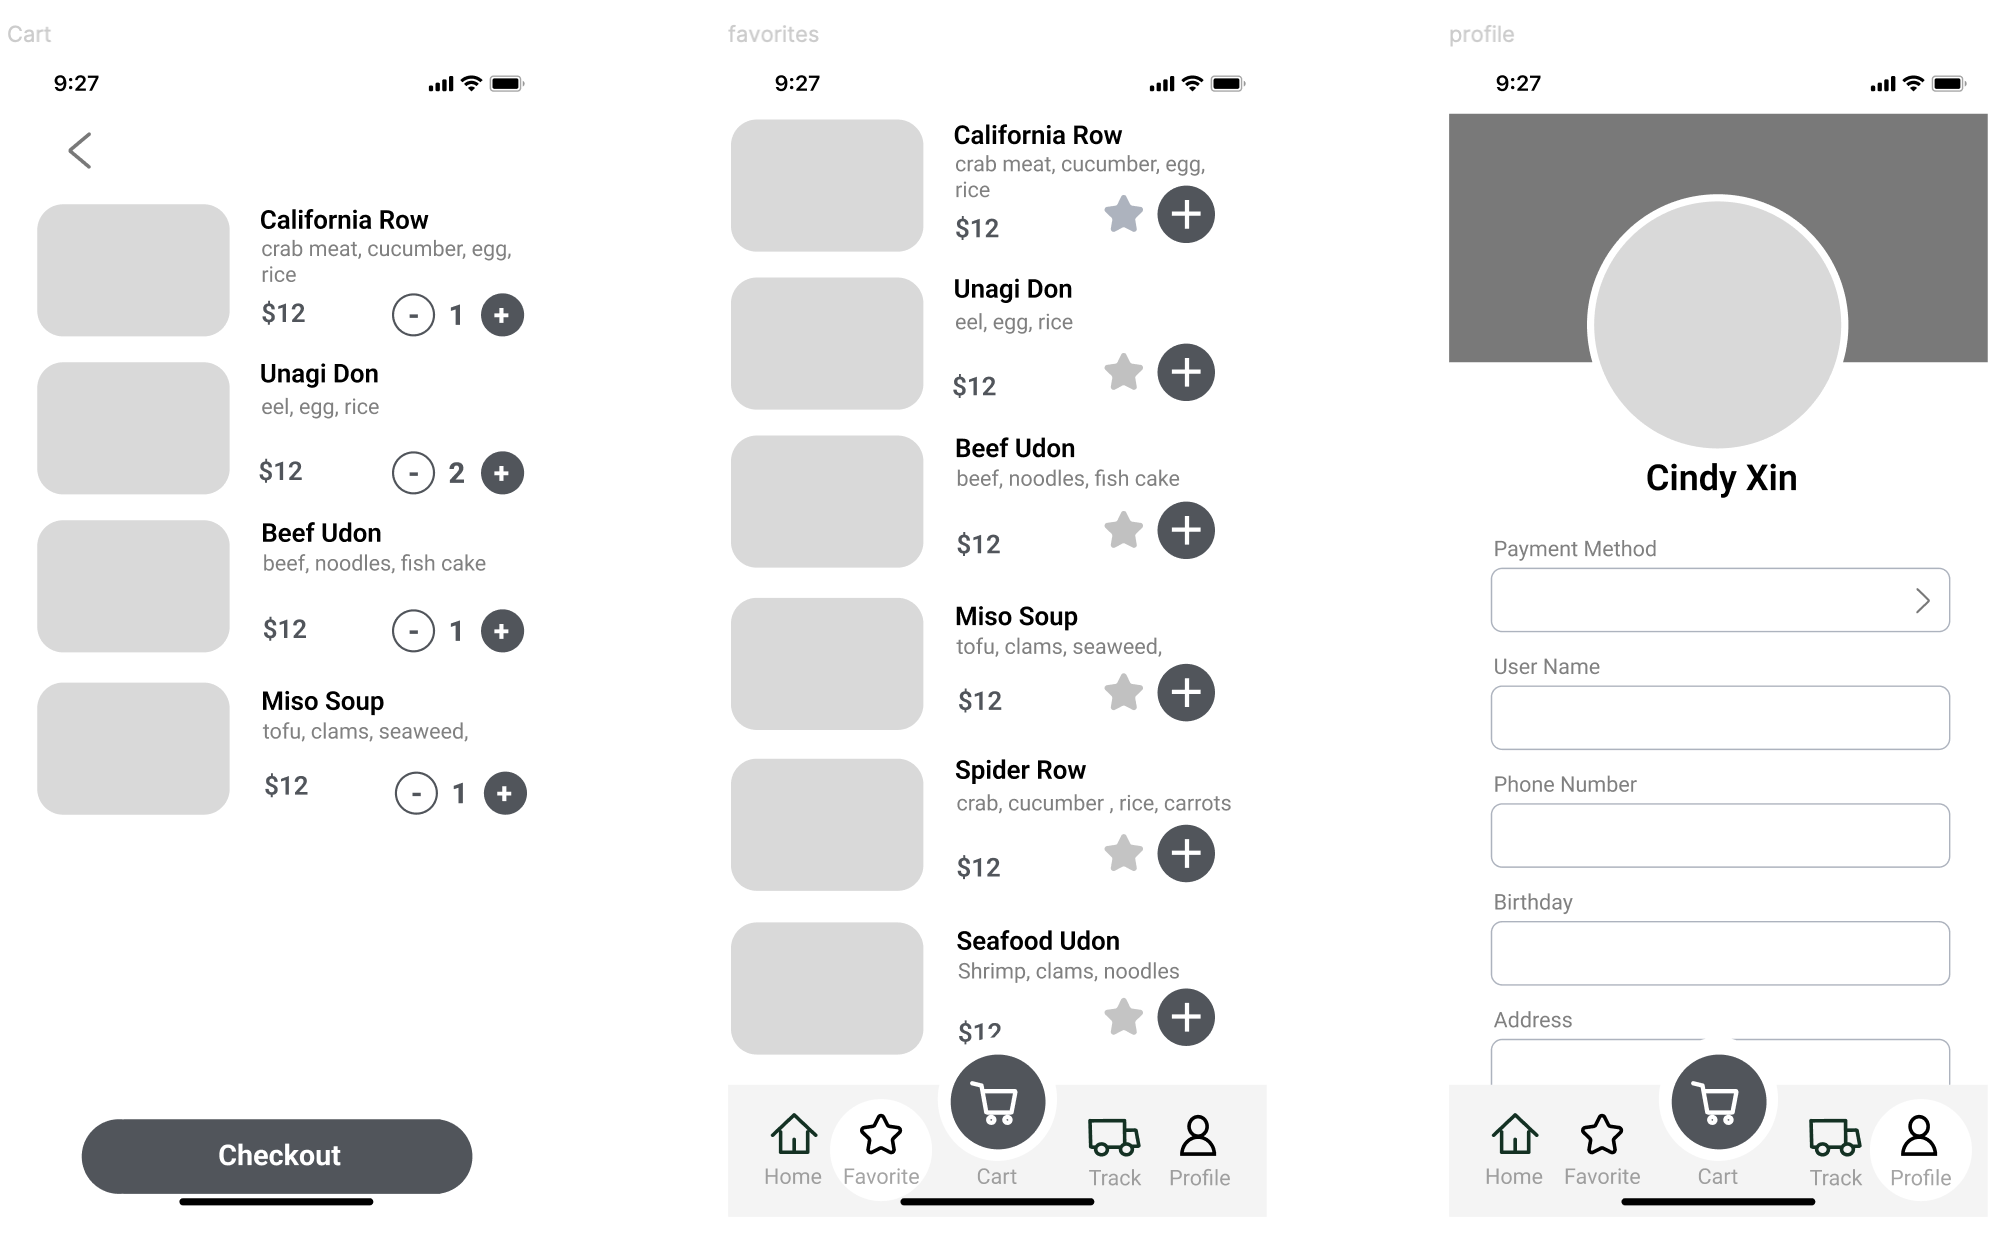 Cart
9:27
California Row
crab meat, cucumber, egg,
rice
$12 - 1 +
Unagi Don
eel, egg, rice
$12 - 2 +
Beef Udon
beef, noodles, fish cake
$12 - 1 +
Miso Soup
tofu, clams, seaweed,
$12 - 1 +
Checkout
favorites
9:27
California Row
crab meat, cucumber, egg,
rice
$12
Unagi Don
eel, egg, rice
$12
Beef Udon
beef, noodles, fish cake
$12
Miso Soup
tofu, clams, seaweed,
$12
Spider Row
crab, cucumber , rice, carrots
$12
Seafood Udon
Shrimp, clams, noodles
$12
Home Favorite Cart Track Profile
profile
9:27
Cindy Xin
Payment Method
User Name
Phone Number
Birthday
Address
Home Favorite Cart Track Profile